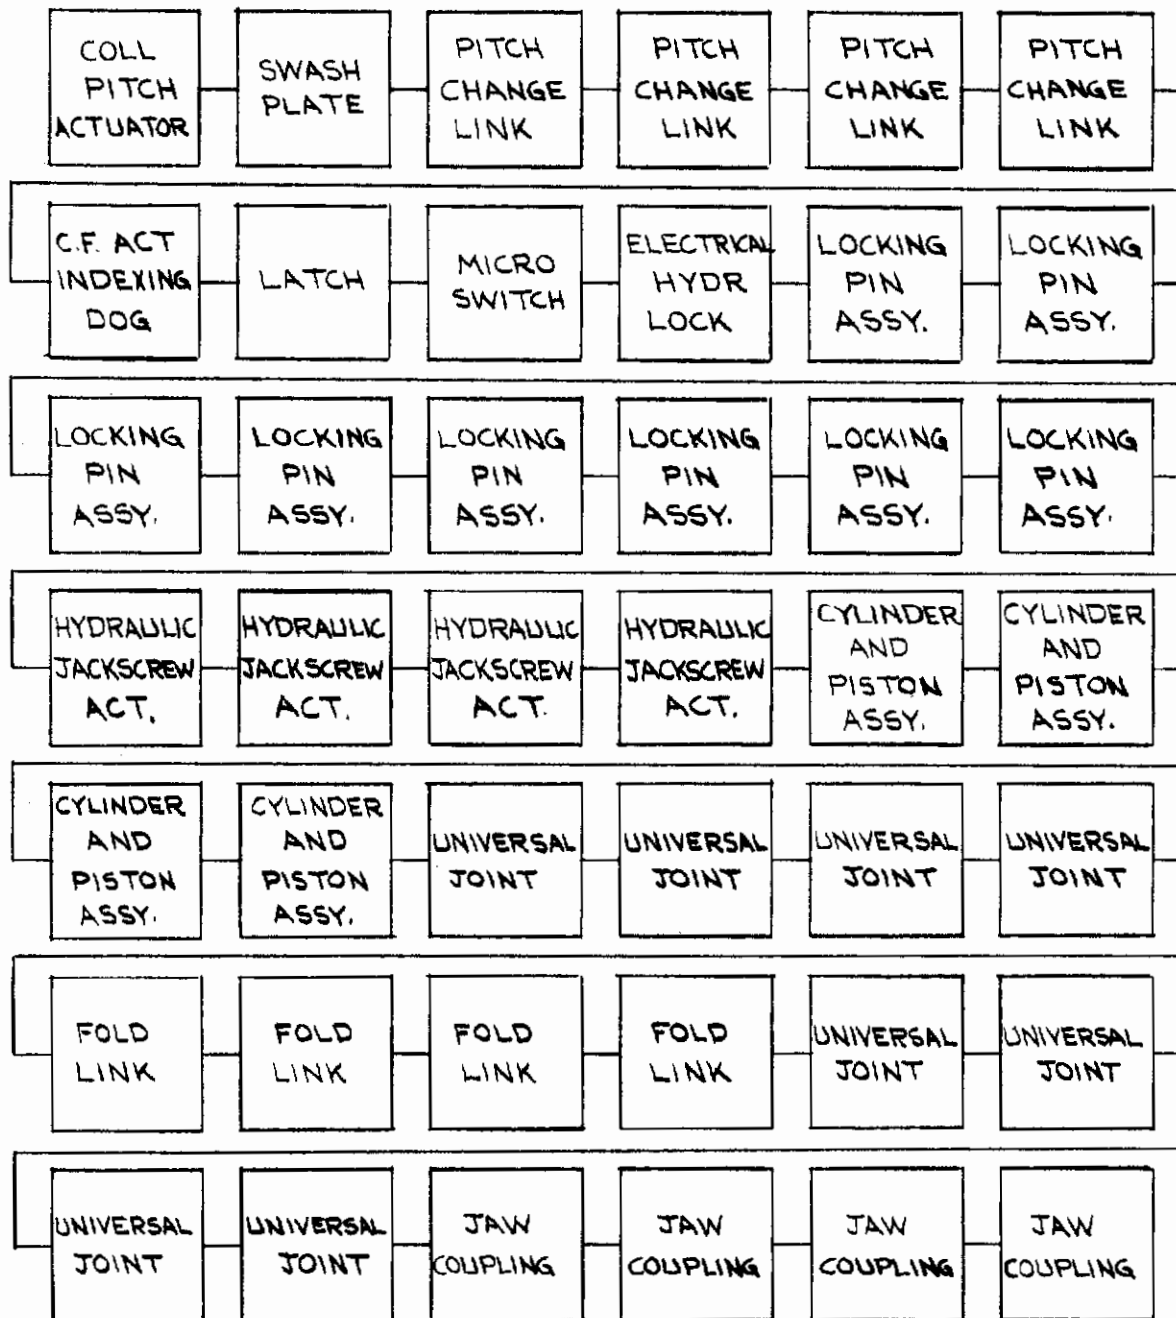 COLL
PITCH
ACTUATOR
SWASH
PLATE
PITCH
CHANGE
LINK
PITCH
CHANGE
LINK
PITCH
CHANGE
LINK
PITCH
CHANGE
LINK
C.F. ACT
INDEXING
DOG
LATCH
MICRO
SWITCH
ELECTRICAL
HYDR
LOCK
LOCKING
PIN
ASSY.
LOCKING
PIN
ASSY.
LOCKING
PIN
ASSY.
LOCKING
PIN
ASSY.
LOCKING
PIN
ASSY.
LOCKING
PIN
ASSY.
LOCKING
PIN
ASSY.
LOCKING
PIN
ASSY.
HYDRAULIC
JACKSCREW
ACT.
HYDRAULIC
JACKSCREW
ACT.
HYDRAULIC
JACKSCREW
ACT.
HYDRAULIC
JACKSCREW
ACT.
CYLINDER
AND
PISTON
ASSY.
CYLINDER
AND
PISTON
ASSY.
CYLINDER
AND
PISTON
ASSY.
CYLINDER
AND
PISTON
ASSY.
UNIVERSAL
JOINT
UNIVERSAL
JOINT
UNIVERSAL
JOINT
UNIVERSAL
JOINT
FOLD
LINK
FOLD
LINK
FOLD
LINK
FOLD
LINK
UNIVERSAL
JOINT
UNIVERSAL
JOINT
UNIVERSAL
JOINT
UNIVERSAL
JOINT
JAW
COUPLING
JAW
COUPLING
JAW
COUPLING
JAW
COUPLING